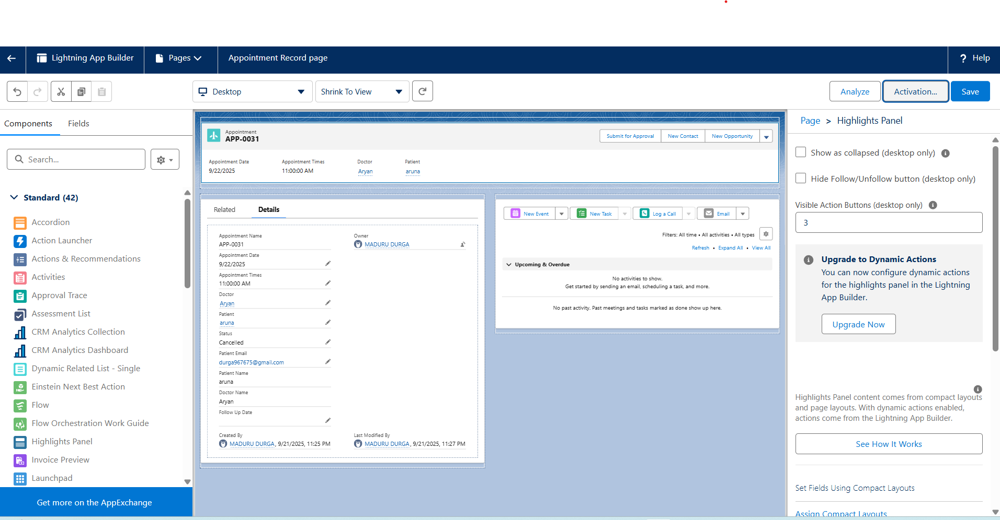 Lightning App Builder
Pages
Appointment Record page
? Help
Desktop
Shrink To View
Analyze
Activation...
Save
Components
Fields
Search...
Standard (42)
Accordion
Action Launcher
Actions & Recommendations
Activities
Approval Trace
Assessment List
CRM Analytics Collection
CRM Analytics Dashboard
Dynamic Related List - Single
Einstein Next Best Action
Flow
Flow Orchestration Work Guide
Highlights Panel
Invoice Preview
Launchpad
Get more on the AppExchange
Appointment
APP-0031
Submit for Approval
New Contact
New Opportunity
Appointment Date
9/22/2025
Appointment Times
11:00:00 AM
Doctor
Aryan
Patient
aruna
Related
Details
Appointment Name
APP-0031
Owner
MADURU DURGA
Appointment Date
9/22/2025
Appointment Times
11:00:00 AM
Doctor
Aryan
Patient
aruna
Status
Cancelled
Patient Email
durga967675@gmail.com
Patient Name
aruna
Doctor Name
Aryan
Follow Up Date
Created By
MADURU DURGA, 9/21/2025, 11:25 PM
Last Modified By
MADURU DURGA, 9/21/2025, 11:27 PM
New Event
New Task
Log a Call
Email
Filters: All time • All activities • All types
Refresh • Expand All • View All
Upcoming & Overdue
No activities to show.
Get started by sending an email, scheduling a task, and more.
No past activity. Past meetings and tasks marked as done show up here.
Page > Highlights Panel
Show as collapsed (desktop only)
Hide Follow/Unfollow button (desktop only)
Visible Action Buttons (desktop only)
3
Upgrade to Dynamic Actions
You can now configure dynamic actions
for the highlights panel in the Lightning
App Builder.
Upgrade Now
Highlights Panel content comes from compact layouts
and page layouts. With dynamic actions enabled,
actions come from the Lightning App Builder.
See How It Works
Set Fields Using Compact Layouts
Assign Compact Layouts